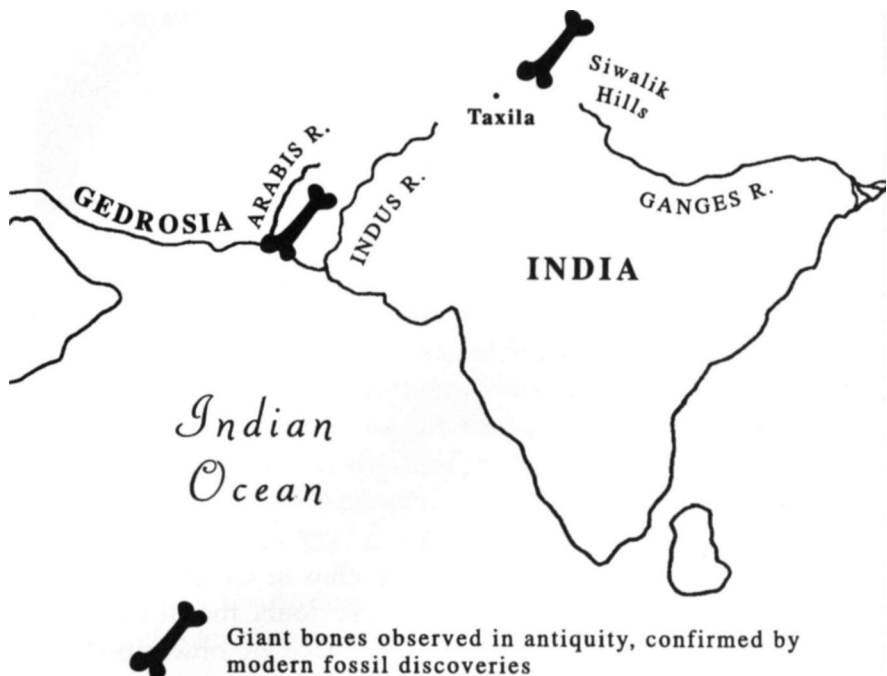 Siwalik
Hills
Taxila
ARABIS R.
GEDROSIA
INDUS R.
GANGES R.
INDIA
Indian
Ocean
Giant bones observed in antiquity, confirmed by
modern fossil discoveries